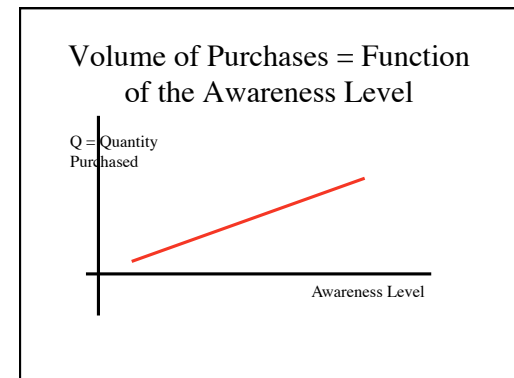 Volume of Purchases = Function
of the Awareness Level
Q = Quantity
Purchased
Awareness Level